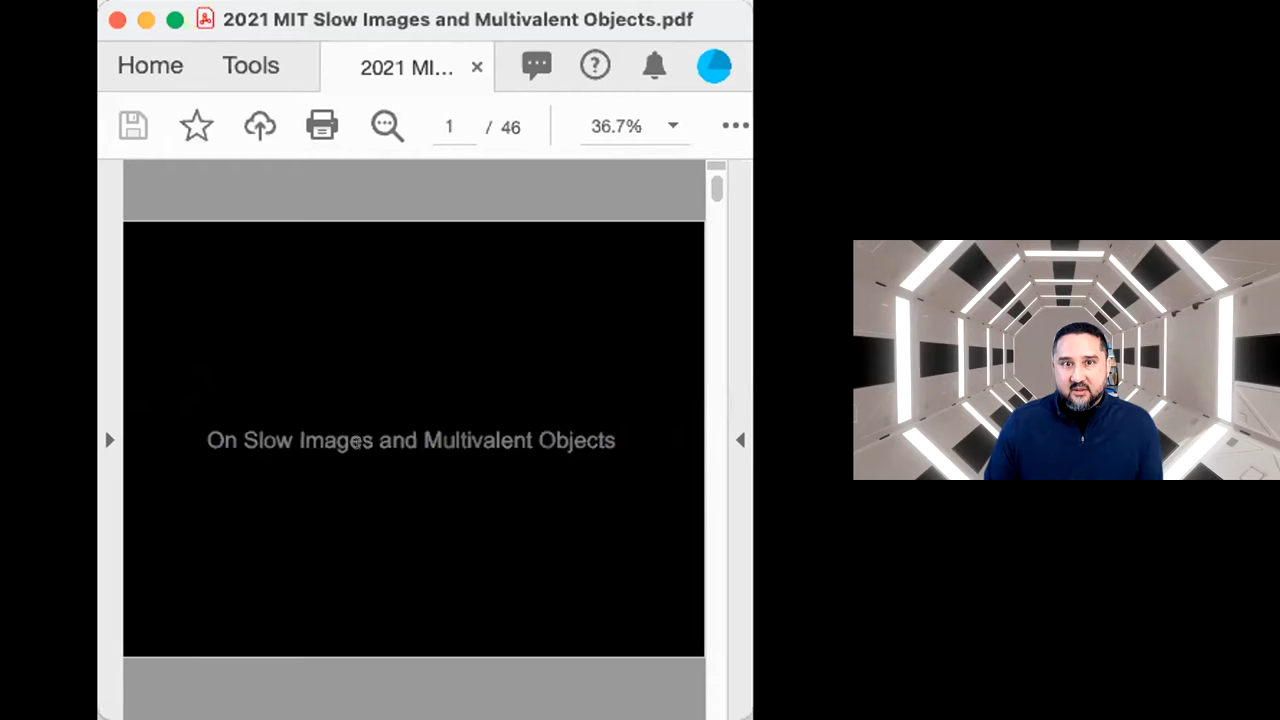 2021 MIT Slow Images and Multivalent Objects.pdf
Home Tools 2021 MI... ×
1 / 46 36.7%
On Slow Images and Multivalent Objects